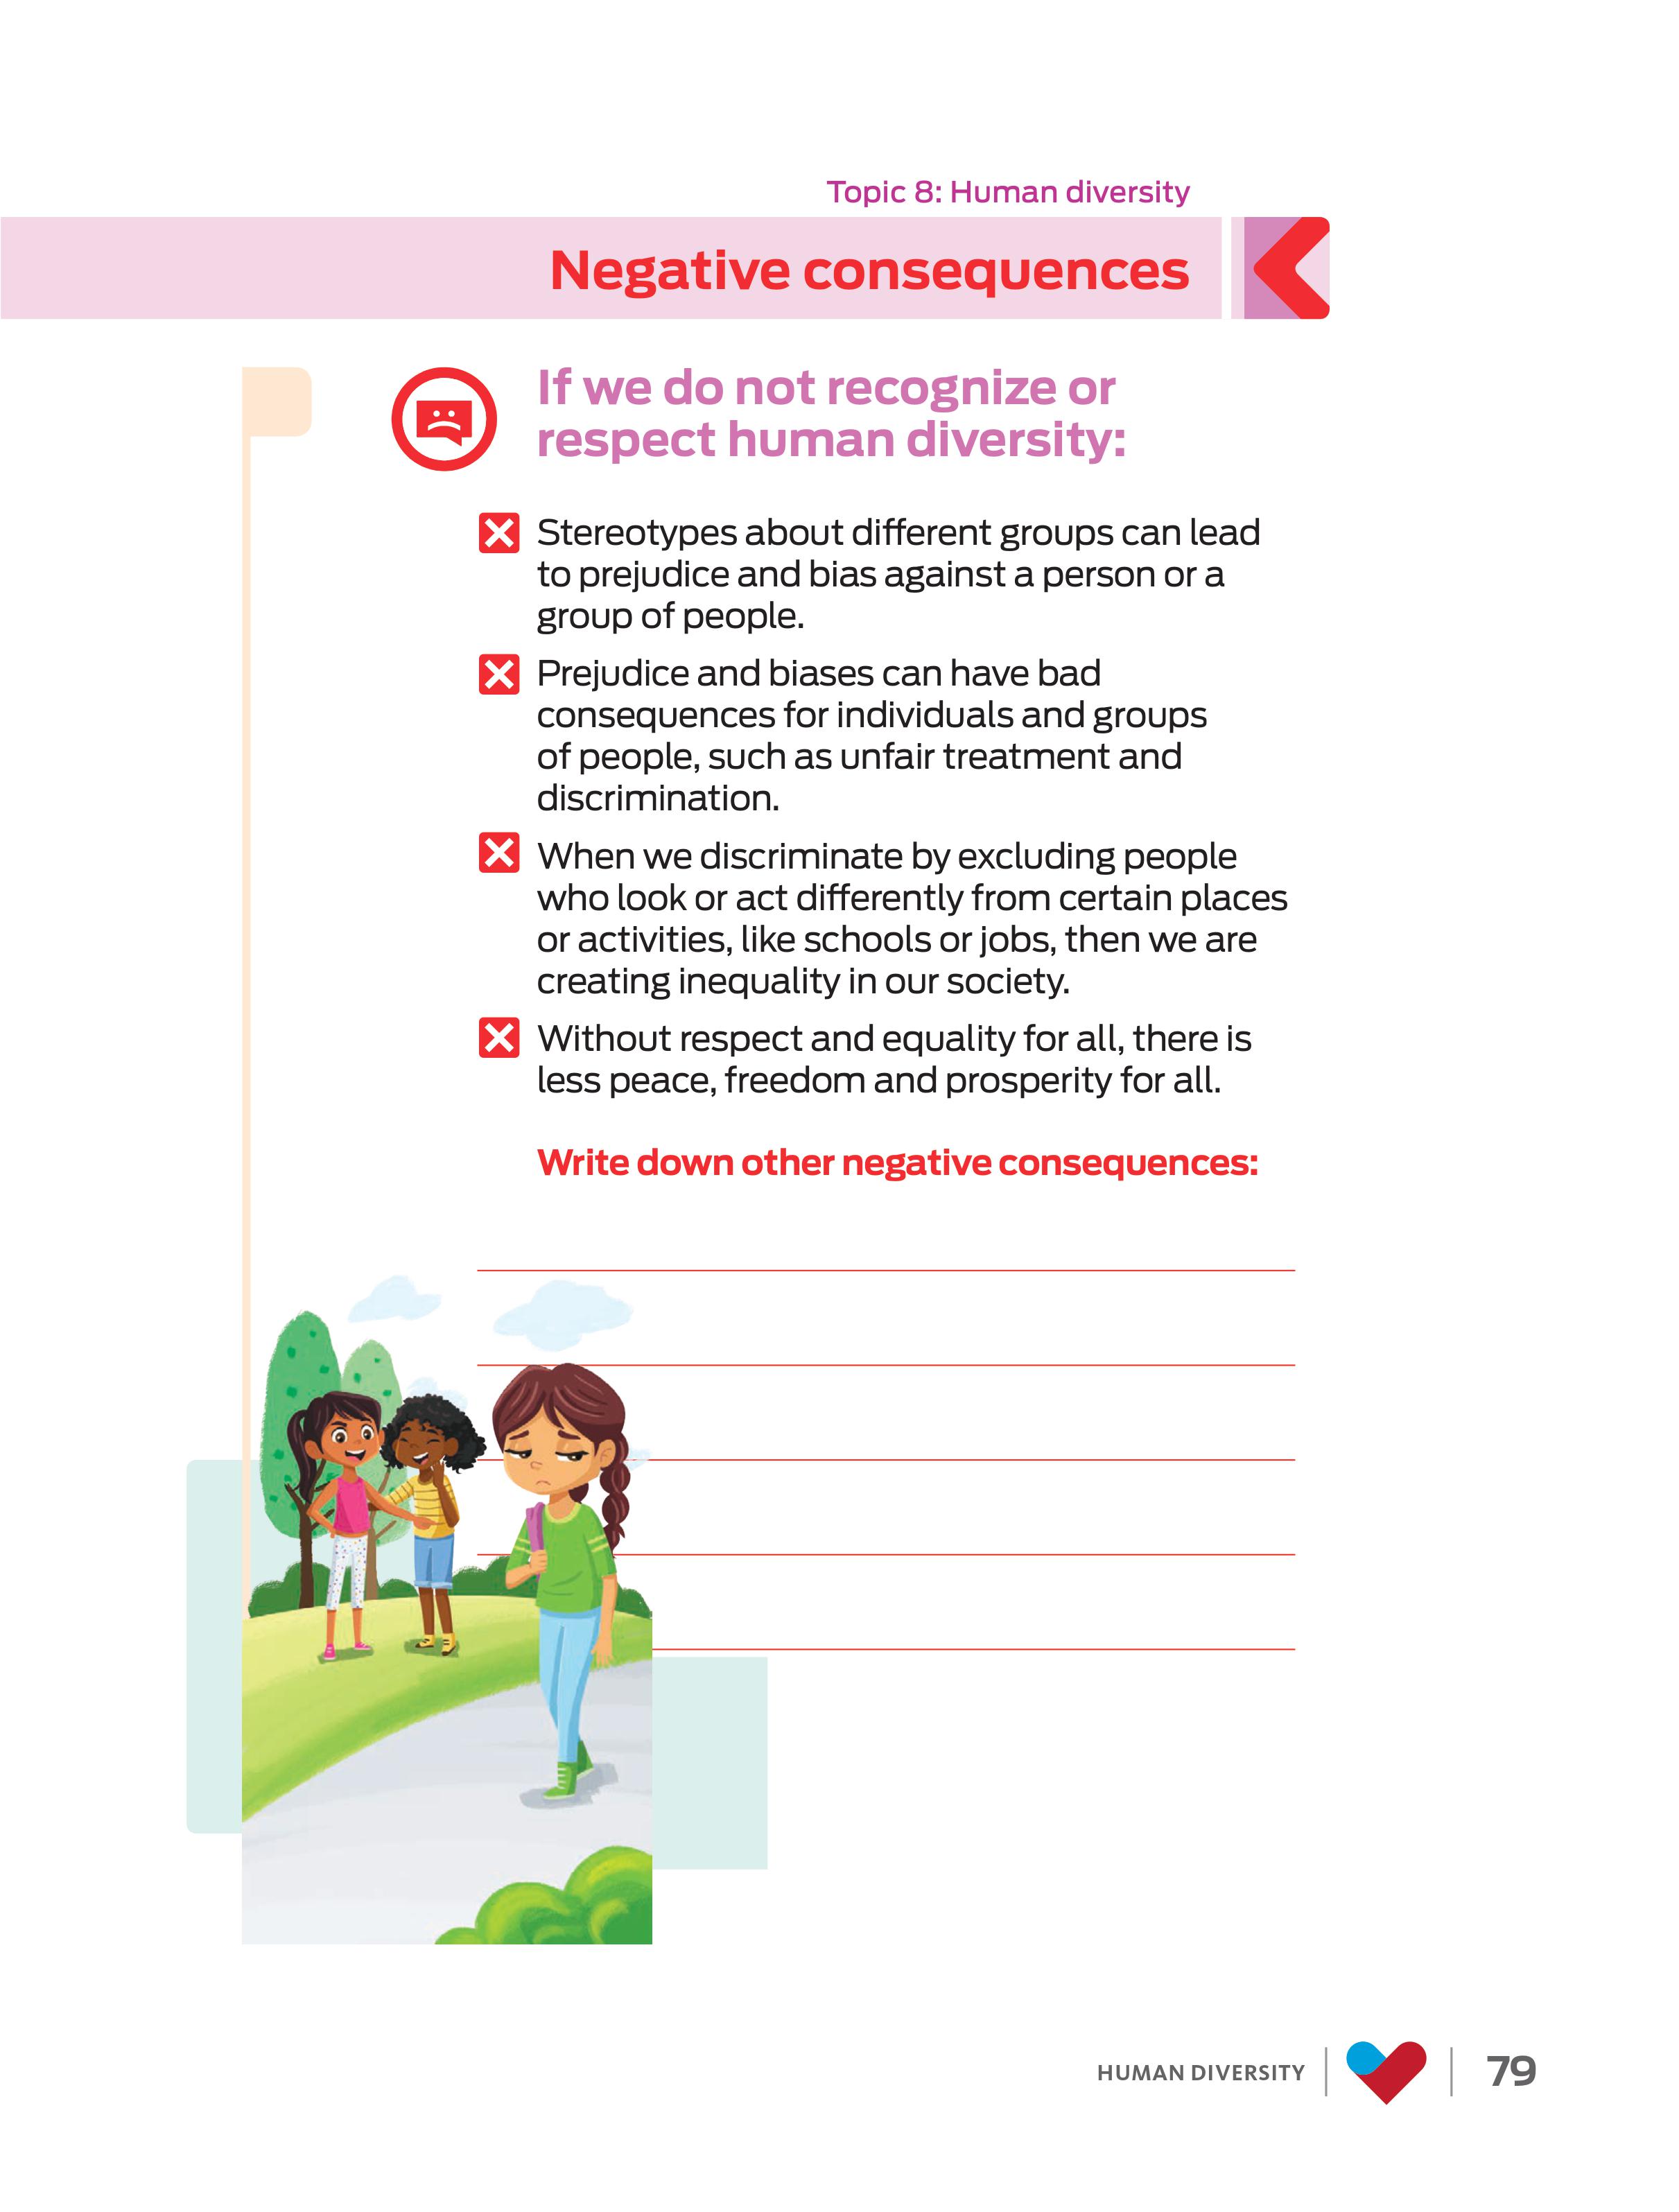 Topic 8: Human diversity
Negative consequences
If we do not recognize or
respect human diversity:
Stereotypes about different groups can lead
to prejudice and bias against a person or a
group of people.
Prejudice and biases can have bad
consequences for individuals and groups
of people, such as unfair treatment and
discrimination.
When we discriminate by excluding people
who look or act differently from certain places
or activities, like schools or jobs, then we are
creating inequality in our society.
Without respect and equality for all, there is
less peace, freedom and prosperity for all.
Write down other negative consequences:
HUMAN DIVERSITY
79